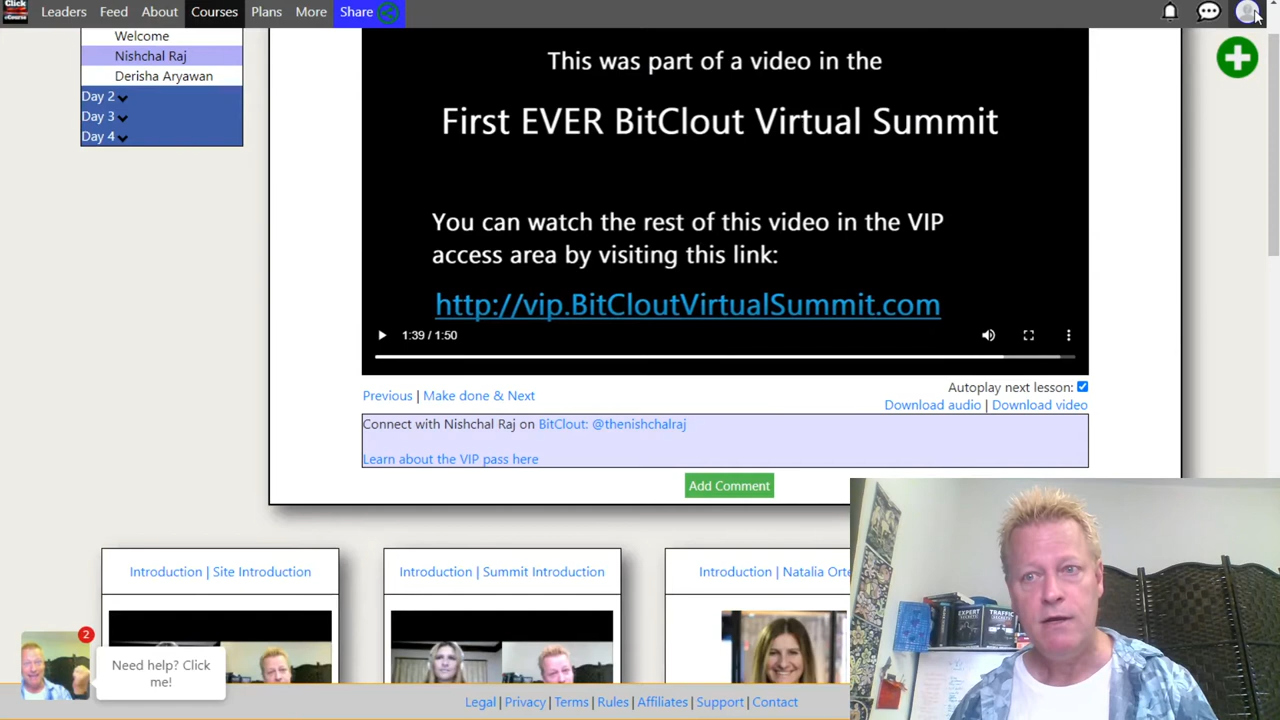 Click
eCourse
Leaders Feed About Courses Plans More Share
Welcome
Nishchal Raj
Derisha Aryawan
Day 2
Day 3
Day 4
This was part of a video in the
First EVER BitClout Virtual Summit
You can watch the rest of this video in the VIP
access area by visiting this link:
http://vip.BitCloutVirtualSummit.com
1:39 / 1:50
Autoplay next lesson:
Previous | Make done & Next
Download audio | Download video
Connect with Nishchal Raj on BitClout: @thenishchalraj
Learn about the VIP pass here
Add Comment
Introduction | Site Introduction
Introduction | Summit Introduction
Introduction | Natalia Orte
EXPERT
TRAFFIC
2
Need help? Click
me!
Legal | Privacy | Terms | Rules | Affiliates | Support | Contact